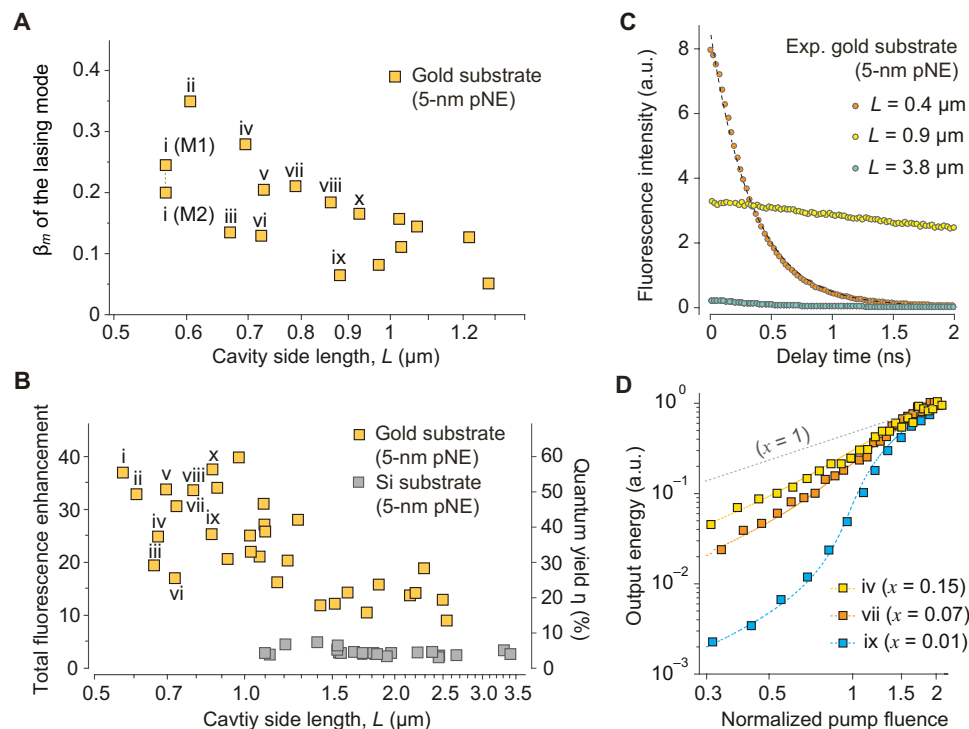 A
β_m of the lasing mode
0.4
0.3
0.2
0.1
0
0.5
0.6
0.7
0.8
0.9
1
1.2
Cavity side length, L (μm)
Gold substrate
(5-nm pNE)
i (M1)
i (M2)
ii
iii
iv
v
vi
vii
viii
ix
x
B
Total fluorescence enhancement
40
30
20
10
0
0.5
0.7
1.0
1.5
2.0
2.5
3.0
3.5
Cavtiy side length, L (μm)
Quantum yield η (%)
60
50
40
30
20
10
0
Gold substrate
(5-nm pNE)
Si substrate
(5-nm pNE)
i
ii
iii
iv
v
vi
viii
vii
ix
x
C
Fluorescence intensity (a.u.)
8
6
4
2
0
0
0.5
1
1.5
2
Delay time (ns)
Exp. gold substrate
(5-nm pNE)
L = 0.4 μm
L = 0.9 μm
L = 3.8 μm
D
Output energy (a.u.)
10⁰
10⁻¹
10⁻²
10⁻³
0.3
0.5
1
1.5
2
Normalized pump fluence
(x = 1)
iv (x = 0.15)
vii (x = 0.07)
ix (x = 0.01)